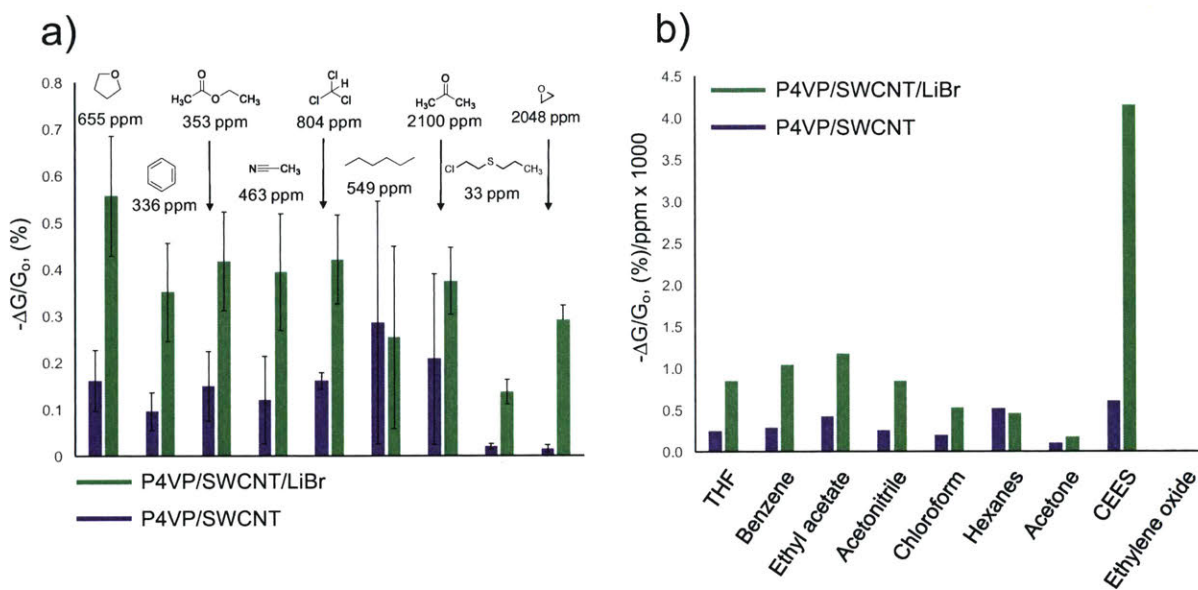 a)
-ΔG/Go, (%)
0.8
0.7
0.6
0.5
0.4
0.3
0.2
0.1
0
O
655 ppm
336 ppm
O
H3C O CH3
353 ppm
N CH3
463 ppm
Cl
H
Cl Cl
804 ppm
549 ppm
O
H3C CH3
2100 ppm
Cl S CH3
33 ppm
O
2048 ppm
P4VP/SWCNT/LiBr
P4VP/SWCNT
b)
-ΔG/Go, (%)/ppm x 1000
4.5
4.0
3.5
3.0
2.5
2.0
1.5
1.0
0.5
0.0
P4VP/SWCNT/LiBr
P4VP/SWCNT
THF
Benzene
Ethyl acetate
Acetonitrile
Chloroform
Hexanes
Acetone
CEES
Ethylene oxide